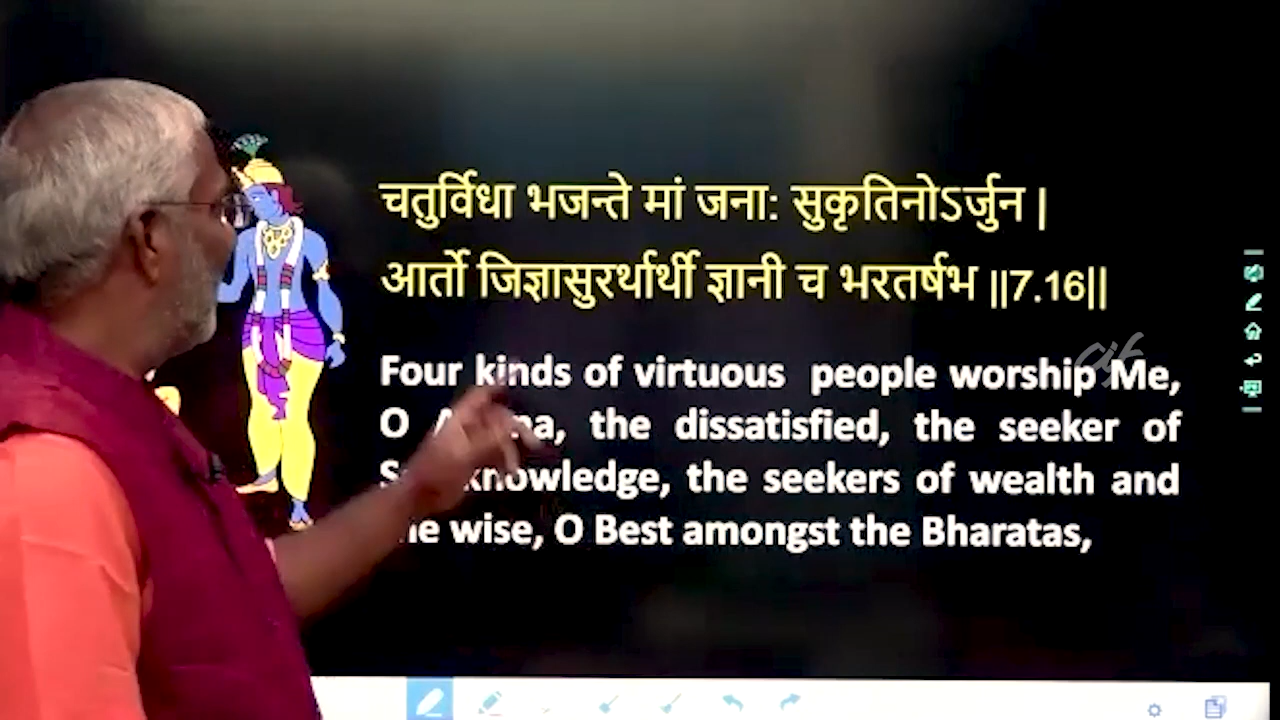 चतुर्विधा भजन्ते मां जनाः सुकृतिनोऽर्जुन |
आर्तो जिज्ञासुरर्थार्थी ज्ञानी च भरतर्षभ ||7.16||
Four kinds of virtuous people worship Me,
O the dissatisfied, the seeker of
knowledge, the seekers of wealth and
wise, O Best amongst the Bharatas,